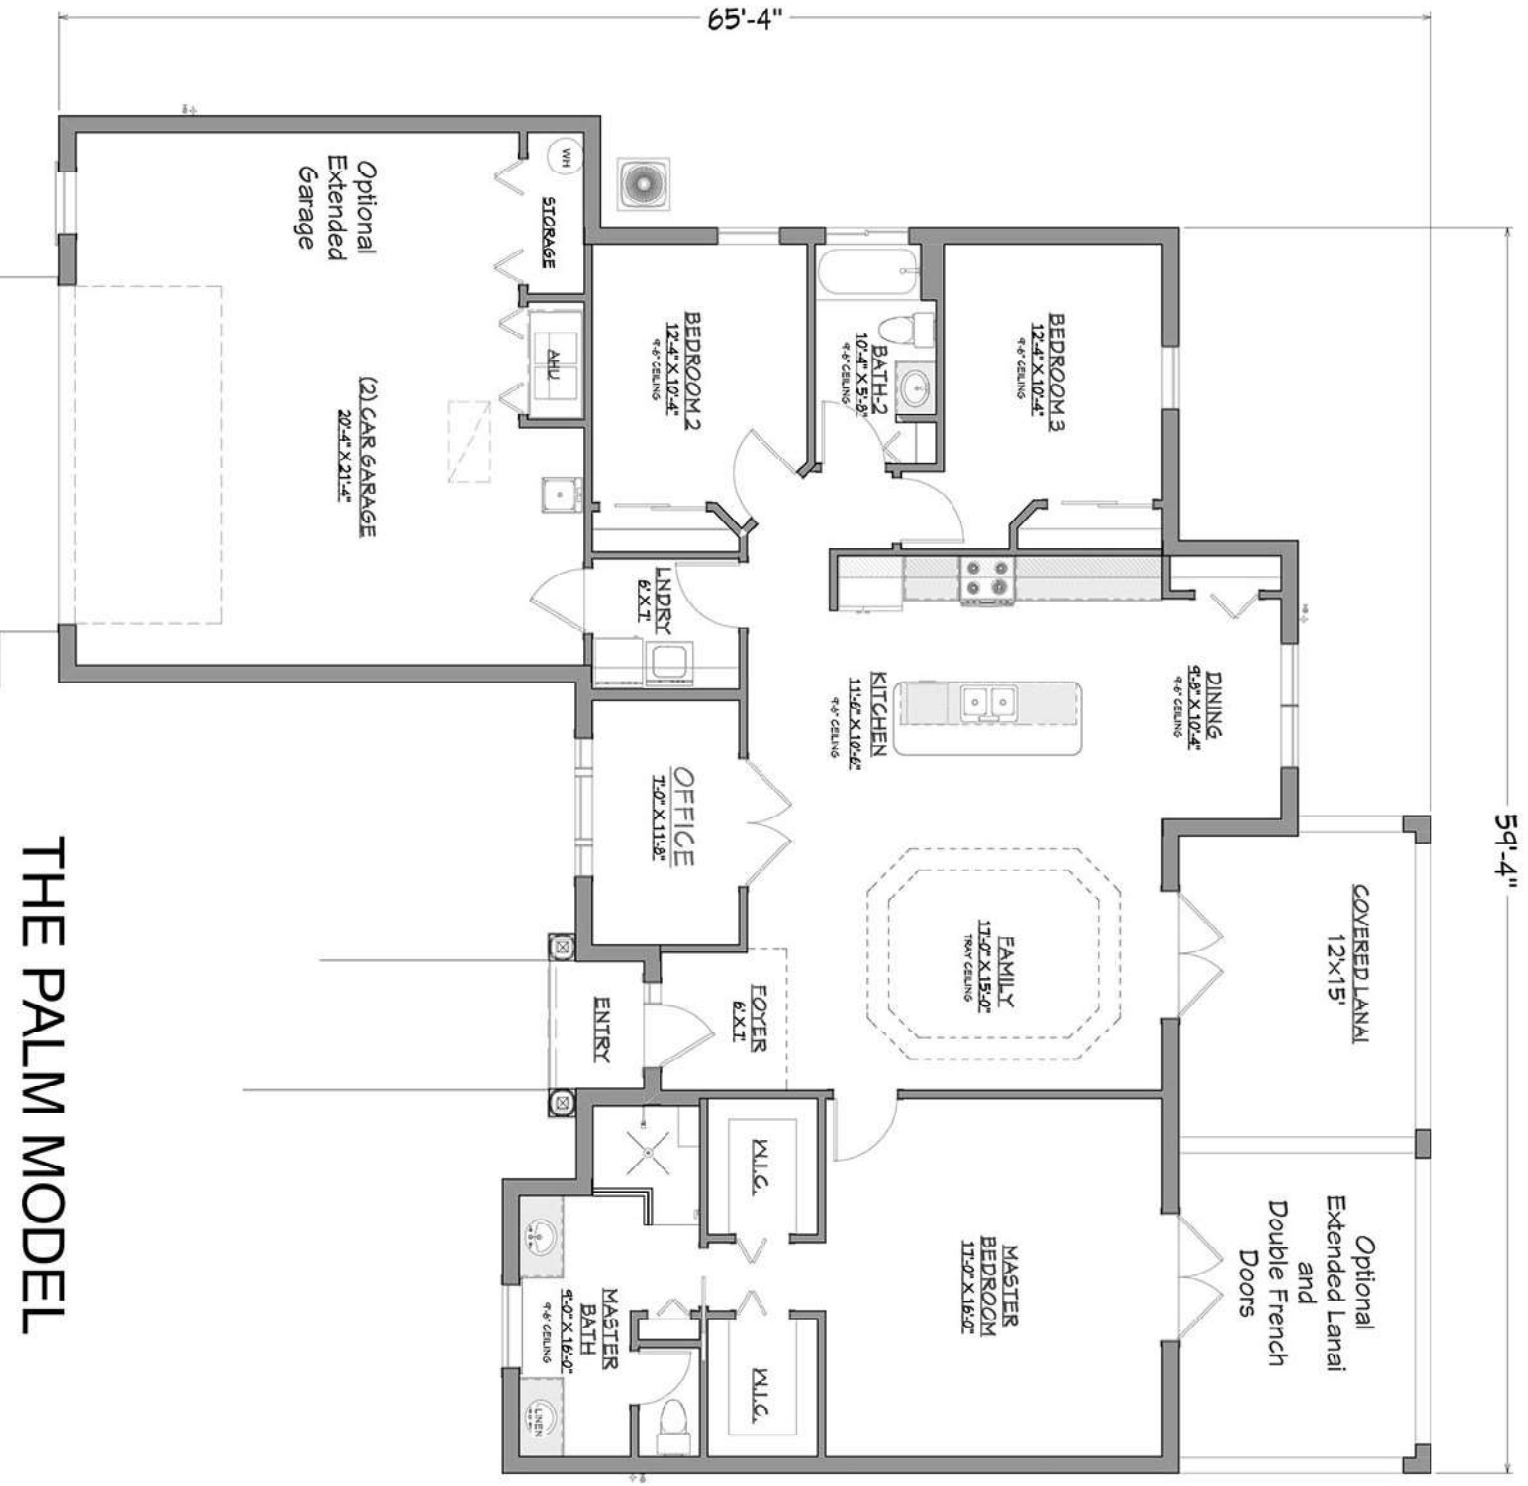 65'-4"
59'-4"
Optional
Extended
Garage
WH
STORAGE
AHU
(2) CAR GARAGE
20'-4" X 21'-4"
BEDROOM 2
12'-4" X 10'-4"
9'-6" CEILING
BATH-2
10'-4" X 5'-8"
9'-6" CEILING
BEDROOM 3
12'-4" X 10'-4"
9'-6" CEILING
LNDRY
6' X 7'
KITCHEN
11'-6" X 10'-6"
9'-6" CEILING
DINING
9'-8" X 10'-4"
9'-6" CEILING
OFFICE
7'-0" X 11'-8"
FAMILY
17'-0" X 15'-0"
TRAY CEILING
COVERED LANAI
12'x15'
FOYER
6' X 7'
ENTRY
W.I.C.
W.I.C.
MASTER
BEDROOM
17'-0" X 16'-0"
MASTER
BATH
9'-0" X 16'-0"
9'-6" CEILING
LINEN
Optional
Extended Lanai
and
Double French
Doors
THE PALM MODEL